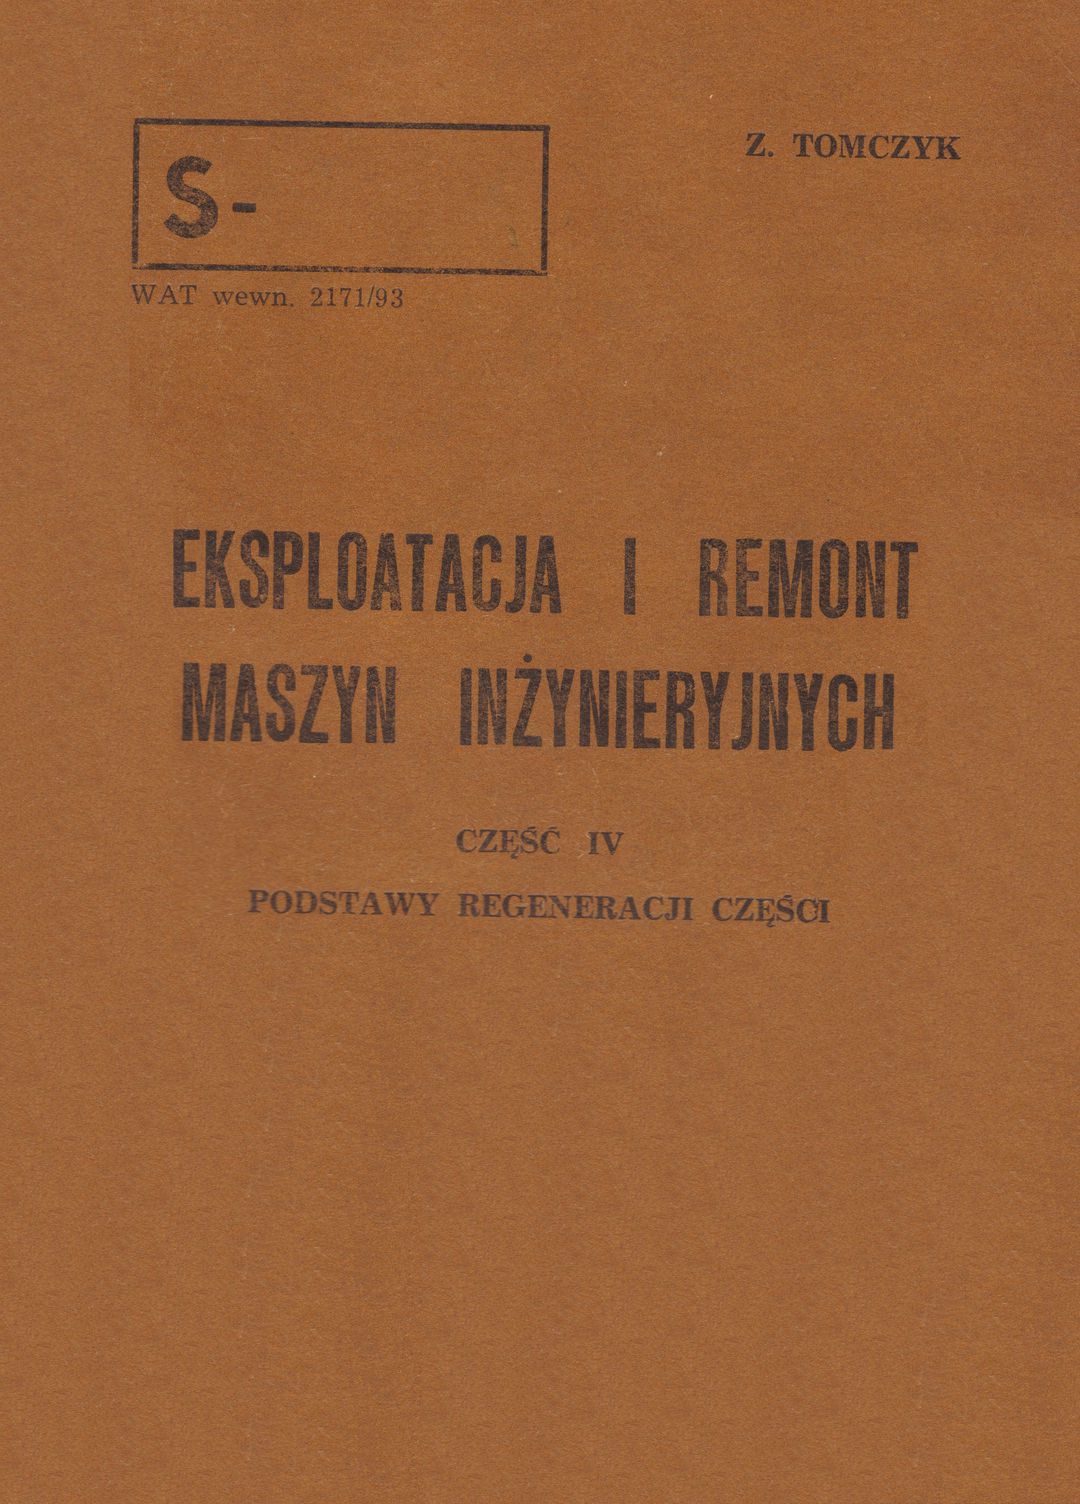 S-
Z. TOMCZYK
WAT wewn. 2171/93
EKSPLOATACJA I REMONT
MASZYN INŻYNIERYJNYCH
CZĘŚĆ IV
PODSTAWY REGENERACJI CZĘŚCI